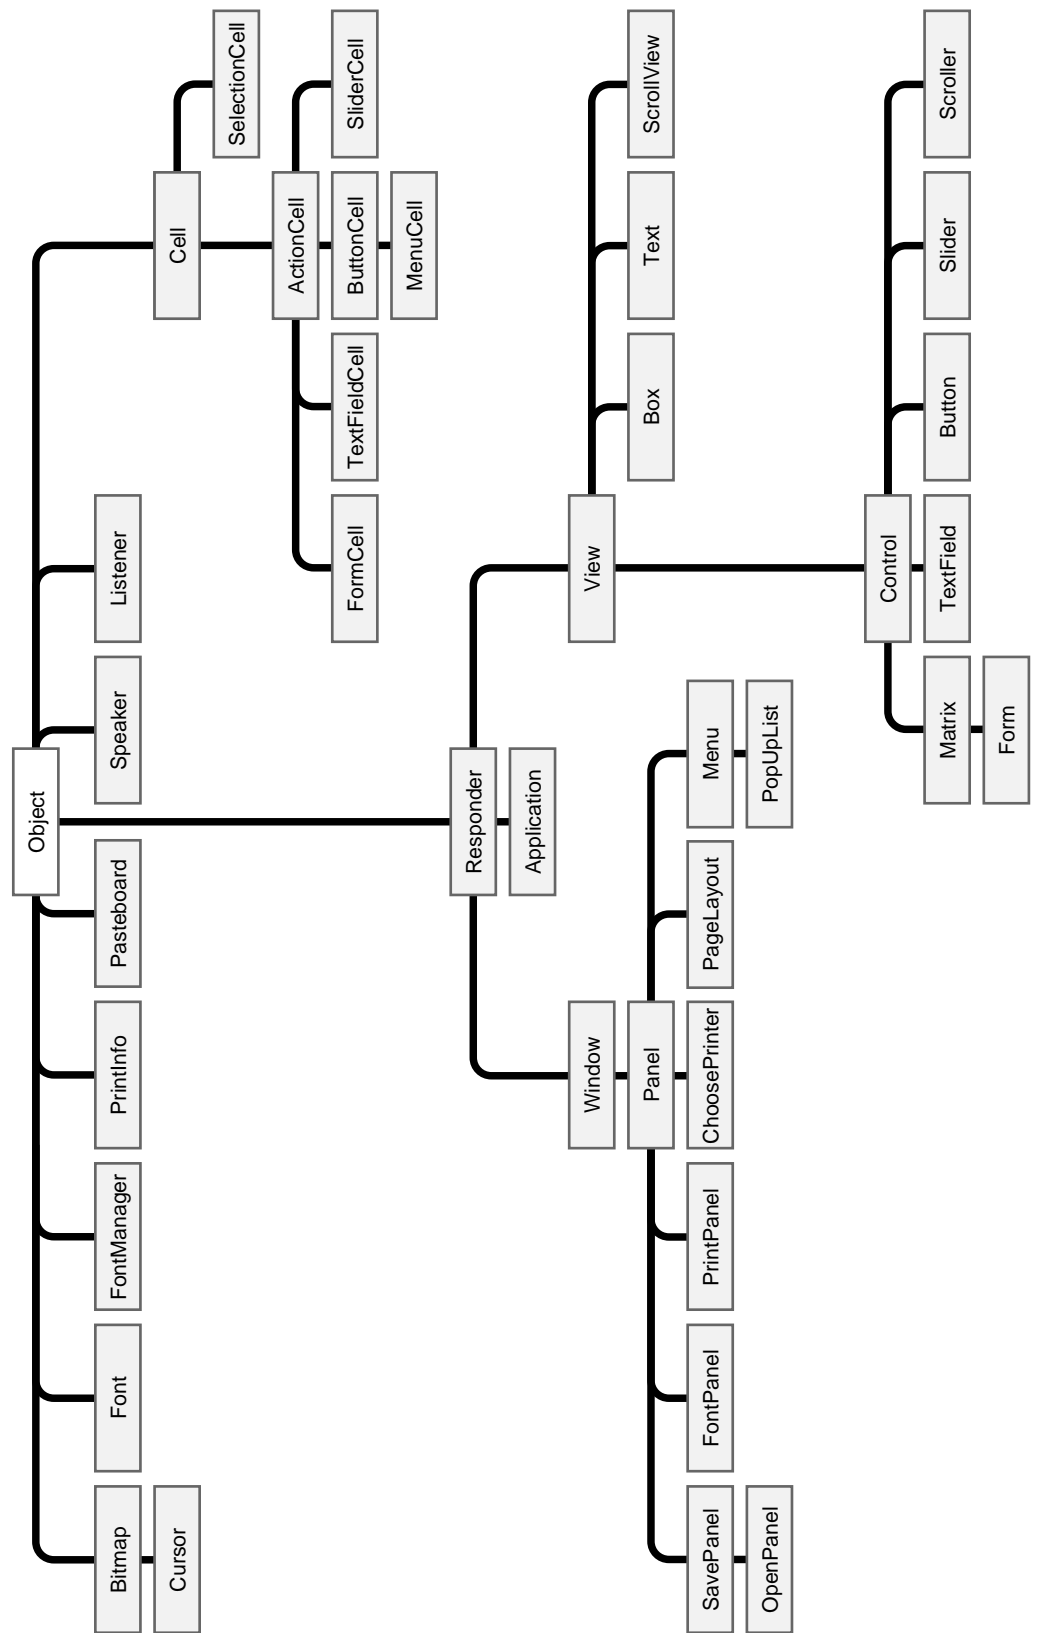 Object
Bitmap
Font
FontManager
PrintInfo
Pasteboard
Speaker
Listener
Cursor
Cell
SelectionCell
ActionCell
FormCell
TextFieldCell
ButtonCell
SliderCell
MenuCell
Responder
Application
Window
View
Panel
Box
Text
ScrollView
SavePanel
FontPanel
PrintPanel
ChoosePrinter
PageLayout
Menu
OpenPanel
PopUpList
Control
Matrix
TextField
Button
Slider
Scroller
Form